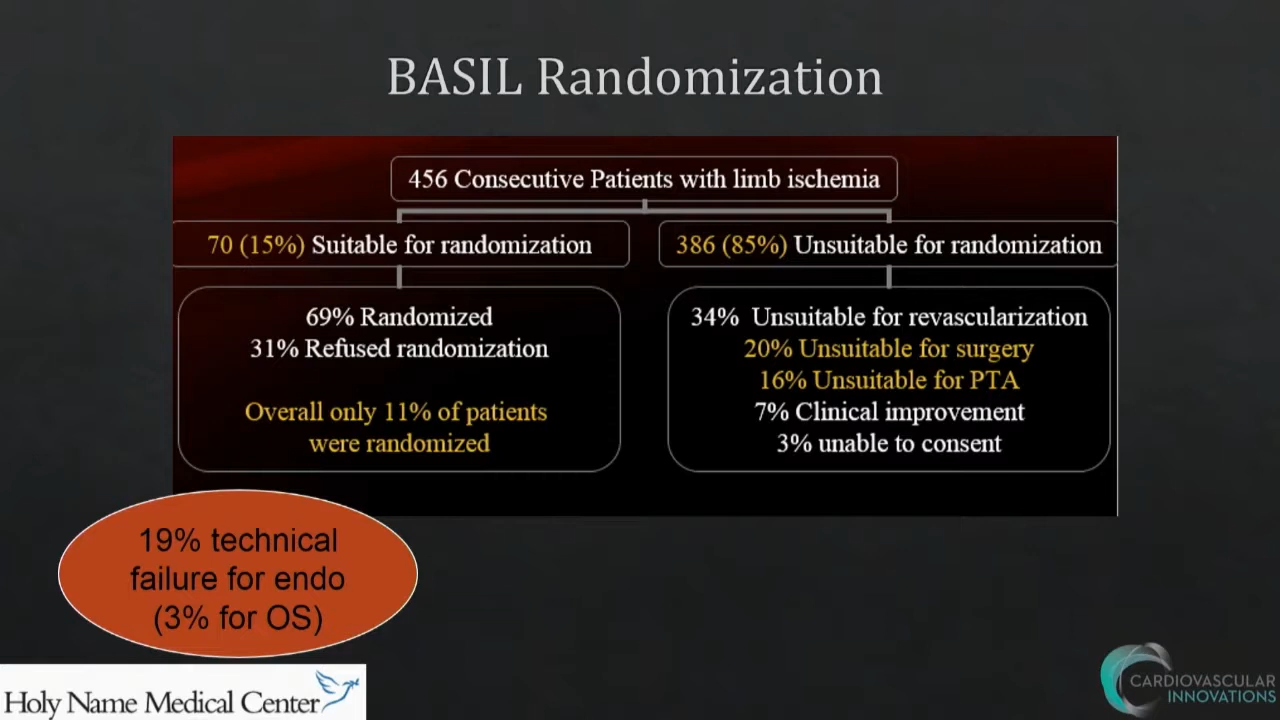 BASIL Randomization
456 Consecutive Patients with limb ischemia
70 (15%) Suitable for randomization
69% Randomized
31% Refused randomization
Overall only 11% of patients
were randomized
386 (85%) Unsuitable for randomization
34% Unsuitable for revascularization
20% Unsuitable for surgery
16% Unsuitable for PTA
7% Clinical improvement
3% unable to consent
19% technical
failure for endo
(3% for OS)
Holy Name Medical Center
CARDIOVASCULAR
INNOVATIONS